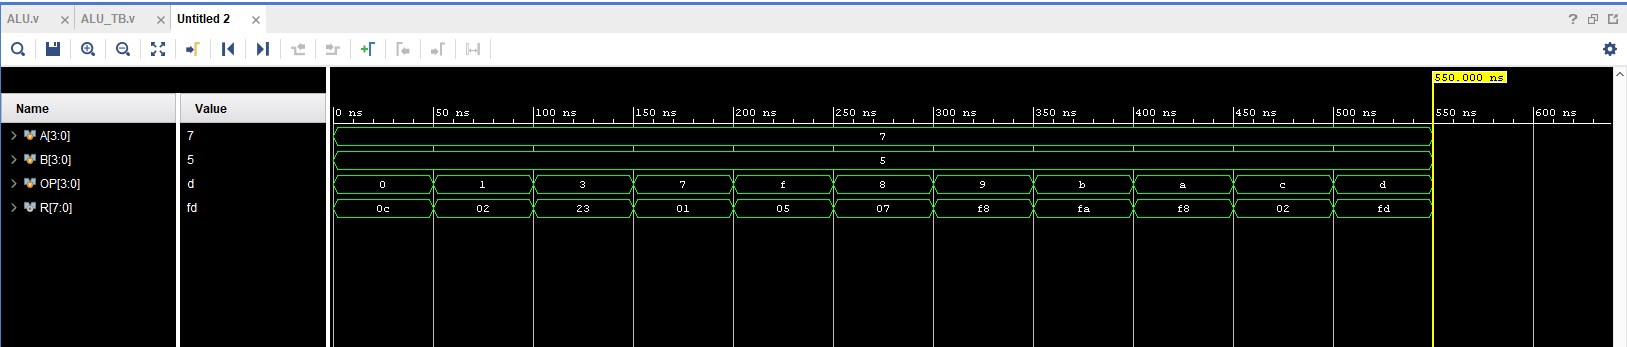 ALU.v ALU_TB.v Untitled 2
550.000 ns
Name Value
0 ns 50 ns 100 ns 150 ns 200 ns 250 ns 300 ns 350 ns 400 ns 450 ns 500 ns 550 ns 600 ns
A[3:0] 7 7
B[3:0] 5 5
OP[3:0] d 0 1 3 7 f 8 9 b a c d
R[7:0] fd 0c 02 23 01 05 07 f8 fa f8 02 fd